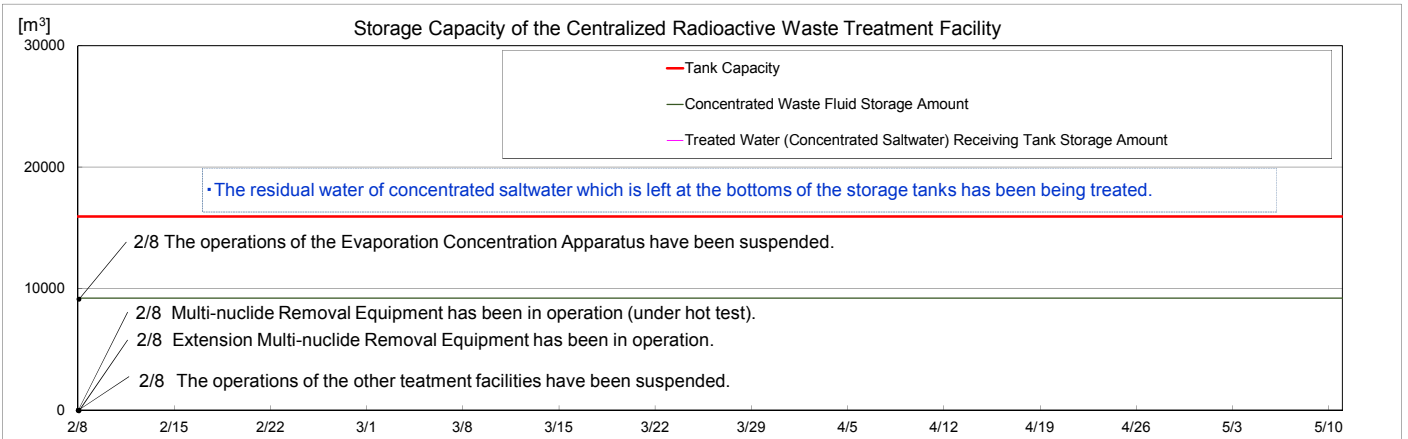 [m³]
Storage Capacity of the Centralized Radioactive Waste Treatment Facility
30000
Tank Capacity
Concentrated Waste Fluid Storage Amount
Treated Water (Concentrated Saltwater) Receiving Tank Storage Amount
20000
・The residual water of concentrated saltwater which is left at the bottoms of the storage tanks has been being treated.
2/8 The operations of the Evaporation Concentration Apparatus have been suspended.
10000
2/8 Multi-nuclide Removal Equipment has been in operation (under hot test).
2/8 Extension Multi-nuclide Removal Equipment has been in operation.
2/8 The operations of the other teatment facilities have been suspended.
0
2/8 2/15 2/22 3/1 3/8 3/15 3/22 3/29 4/5 4/12 4/19 4/26 5/3 5/10